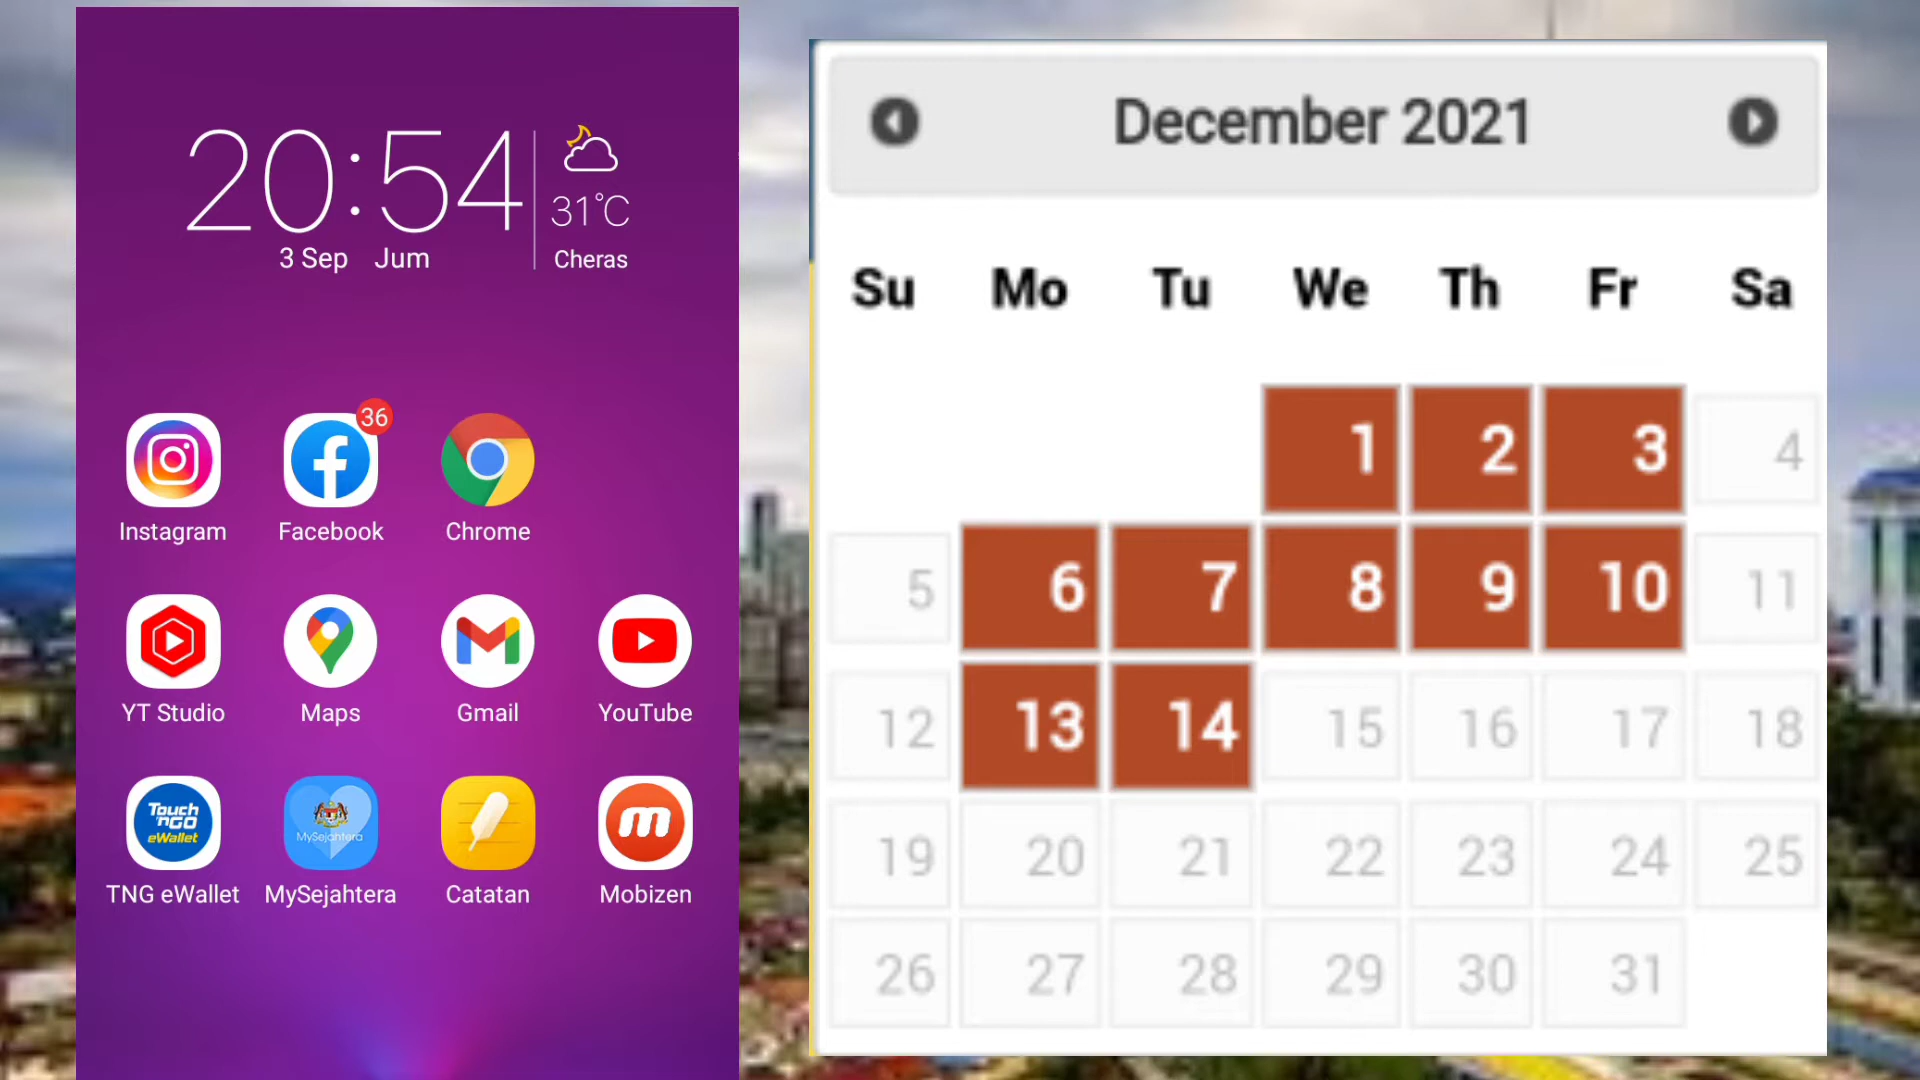 20:54
31°C
3 Sep Jum
Cheras
36
Instagram Facebook Chrome
YT Studio Maps Gmail YouTube
Touch
'nGO
eWallet
MySejahtera
m
TNG eWallet MySejahtera Catatan Mobizen
December 2021
Su Mo Tu We Th Fr Sa
1 2 3 4
5 6 7 8 9 10 11
12 13 14 15 16 17 18
19 20 21 22 23 24 25
26 27 28 29 30 31